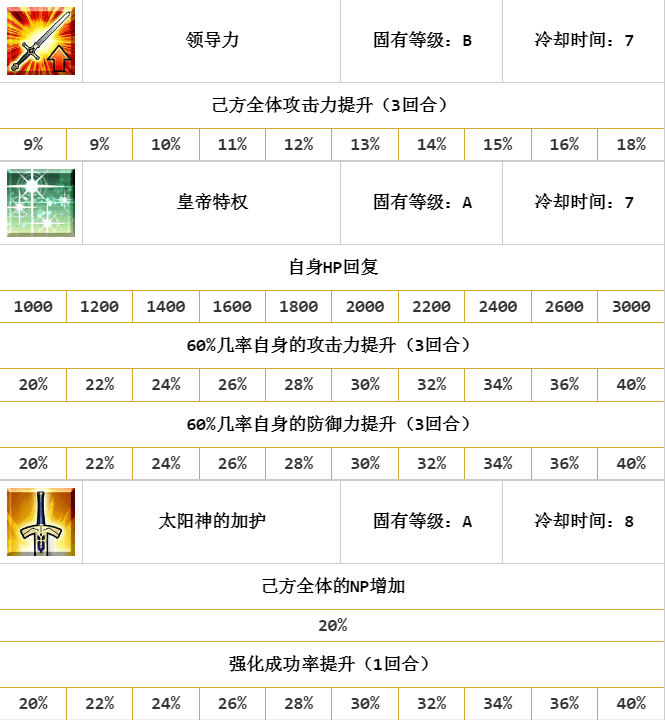 领导力 固有等级：B 冷却时间：7
己方全体攻击力提升（3回合）
9% 9% 10% 11% 12% 13% 14% 15% 16% 18%
皇帝特权 固有等级：A 冷却时间：7
自身HP回复
1000 1200 1400 1600 1800 2000 2200 2400 2600 3000
60%几率自身的攻击力提升（3回合）
20% 22% 24% 26% 28% 30% 32% 34% 36% 40%
60%几率自身的防御力提升（3回合）
20% 22% 24% 26% 28% 30% 32% 34% 36% 40%
太阳神的加护 固有等级：A 冷却时间：8
己方全体的NP增加
20%
强化成功率提升（1回合）
20% 22% 24% 26% 28% 30% 32% 34% 36% 40%